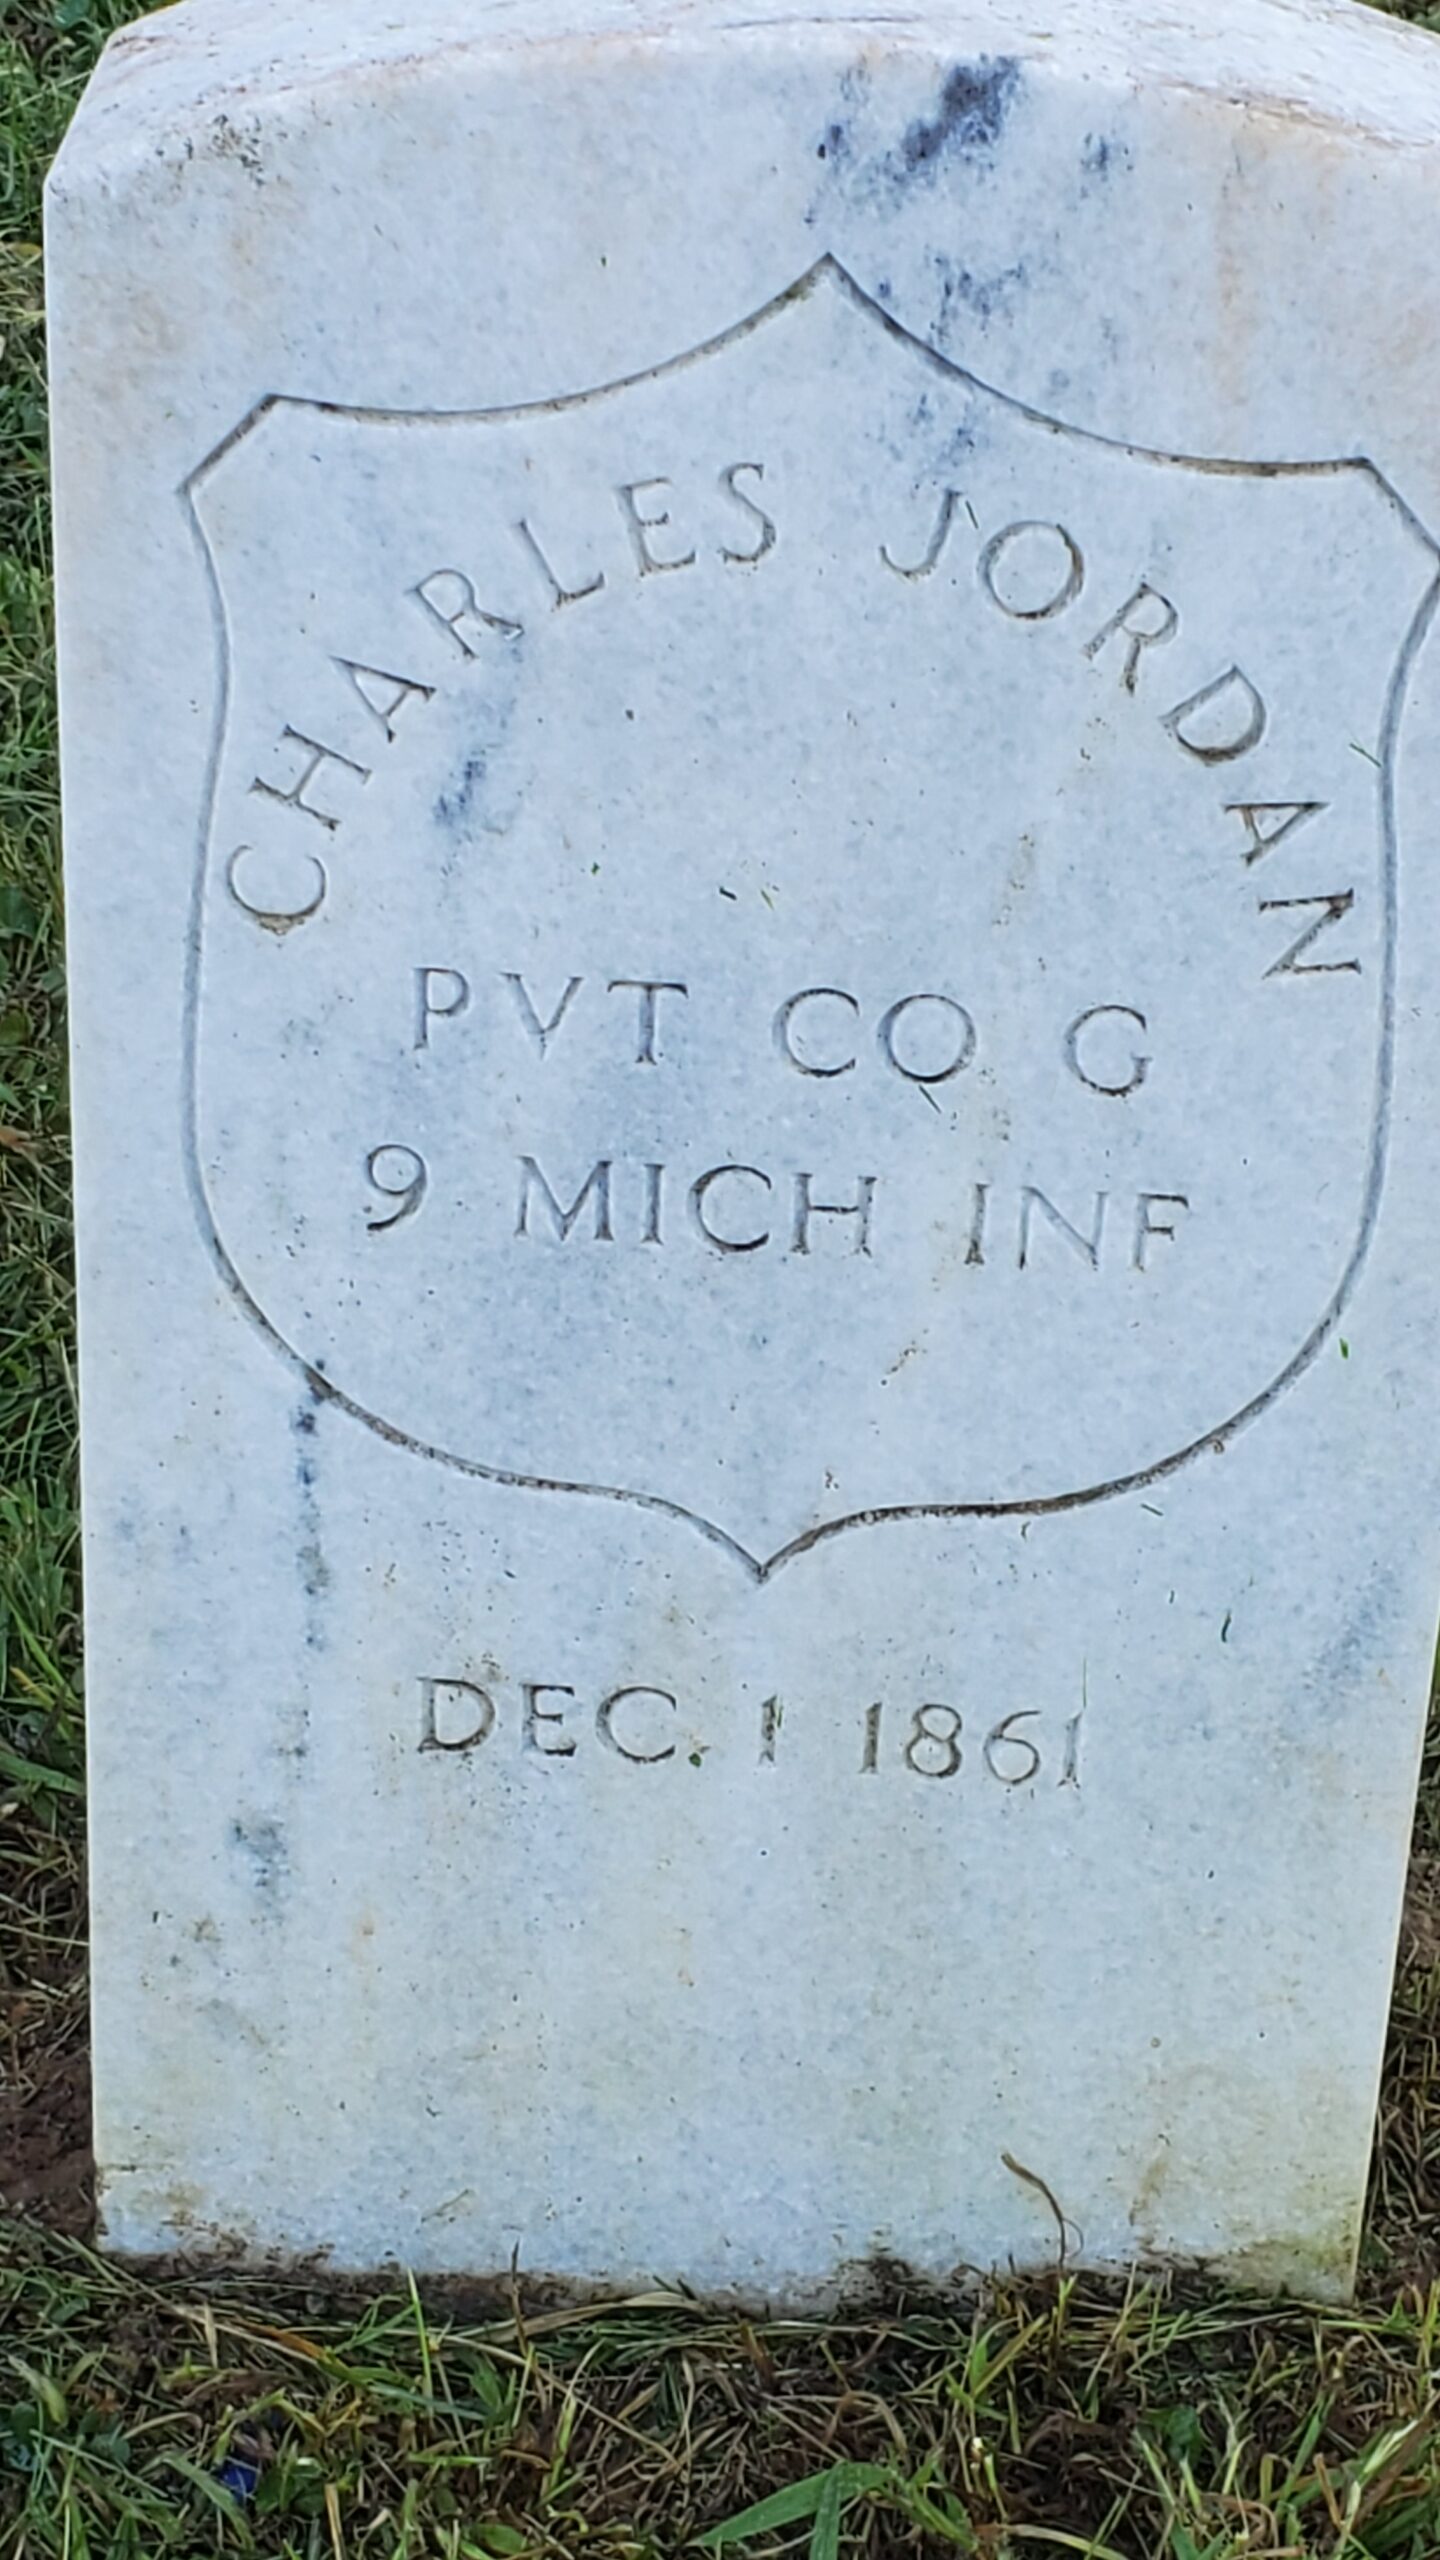 CHARLES JORDAN
PVT CO G
9 MICH INF
DEC. 1 1861